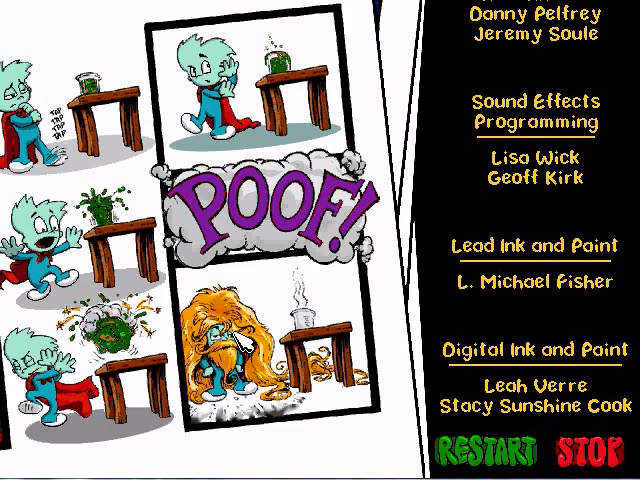 TAP
TAP
TAP
TAP
POOF!
Danny Pelfrey
Jeremy Soule
Sound Effects
Programming
Lisa Wick
Geoff Kirk
Lead Ink and Paint
L. Michael Fisher
Digital Ink and Paint
Leah Verre
Stacy Sunshine Cook
RESTART STOP